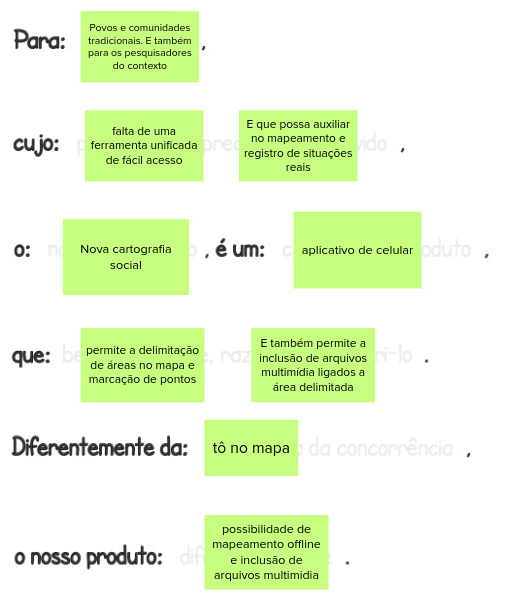 Para: Povos e comunidades
tradicionais. E também
para os pesquisadores
do contexto ,
cujo: falta de uma
ferramenta unificada
de fácil acesso
E que possa auxiliar
no mapeamento e
registro de situações
reais ,
o: Nova cartografia
social , é um: aplicativo de celular oduto ,
que: permite a delimitação
de áreas no mapa e
marcação de pontos
E também permite a
inclusão de arquivos
multimídia ligados a
área delimitada .
Diferentemente da: tô no mapa da concorrência ,
o nosso produto: possibilidade de
mapeamento offline
e inclusão de
arquivos multimidia .